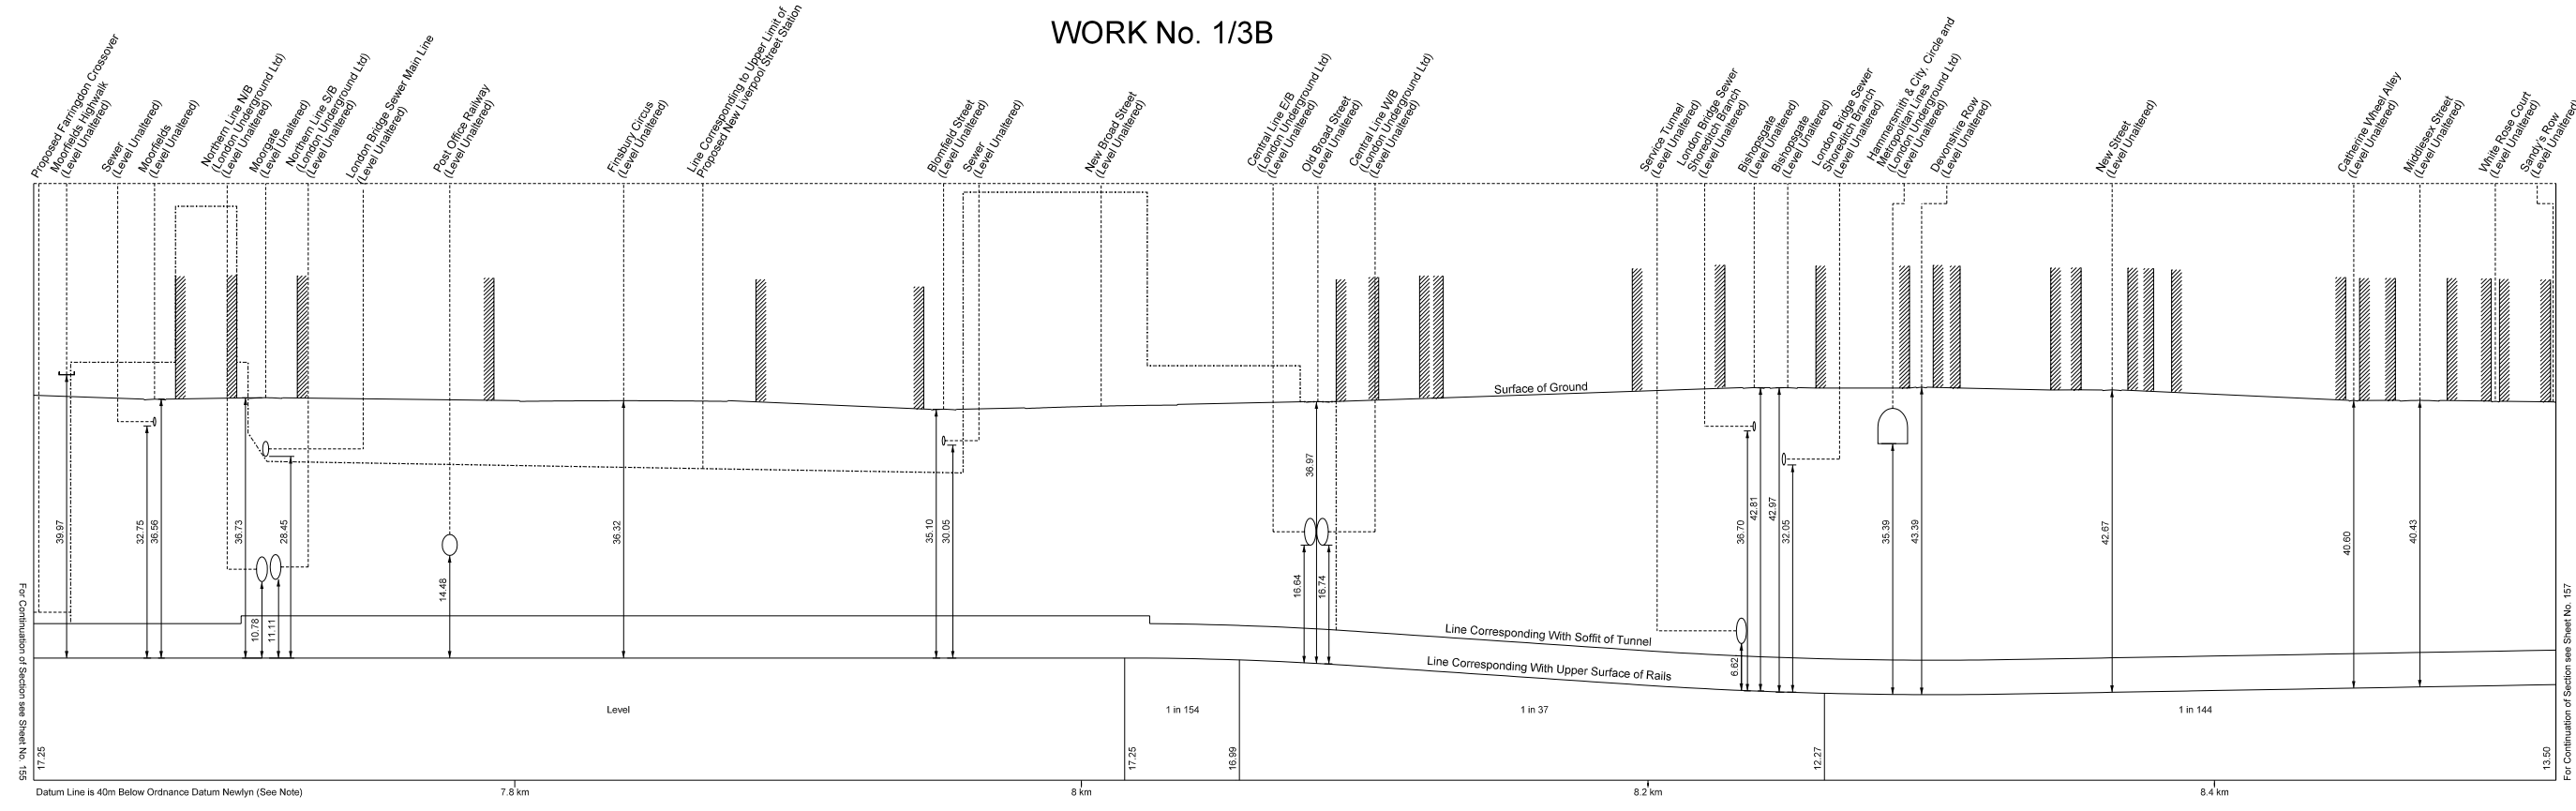 WORK No. 1/3B
Proposed Farringdon Crossover
Moorfields Highwalk
(Level Unaltered)
Sewer
(Level Unaltered)
Moorfields
(Level Unaltered)
Northern Line N/B
(London Underground Ltd)
(Level Unaltered)
Moorgate
(Level Unaltered)
Northern Line S/B
(London Underground Ltd)
(Level Unaltered)
London Bridge Sewer Main Line
(Level Unaltered)
Post Office Railway
(Level Unaltered)
Finsbury Circus
(Level Unaltered)
Line Corresponding to Upper Limit of
Proposed New Liverpool Street Station
Blomfield Street
(Level Unaltered)
Sewer
(Level Unaltered)
New Broad Street
(Level Unaltered)
Central Line E/B
(London Underground Ltd)
(Level Unaltered)
Old Broad Street
(Level Unaltered)
Central Line W/B
(London Underground Ltd)
(Level Unaltered)
Service Tunnel
(Level Unaltered)
London Bridge Sewer
Shoreditch Branch
(Level Unaltered)
Bishopsgate
(Level Unaltered)
Bishopsgate
(Level Unaltered)
London Bridge Sewer
Shoreditch Branch
(Level Unaltered)
Hammersmith & City, Circle and
Metropolitan Lines
(London Underground Ltd)
(Level Unaltered)
Devonshire Row
(Level Unaltered)
New Street
(Level Unaltered)
Catherine Wheel Alley
(Level Unaltered)
Middlesex Street
(Level Unaltered)
White Rose Court
(Level Unaltered)
Sandy's Row
(Level Unaltered)
Surface of Ground
39.97
32.75
36.56
36.73
10.78
11.11
28.45
14.48
36.32
35.10
30.05
16.64
36.97
16.74
6.62
36.70
42.81
42.97
32.05
35.39
43.39
42.67
40.60
40.43
Line Corresponding With Soffit of Tunnel
Line Corresponding With Upper Surface of Rails
Level
1 in 154
1 in 37
1 in 144
17.25
17.25
16.99
12.27
13.50
For Continuation of Section see Sheet No. 155
For Continuation of Section see Sheet No. 157
Datum Line is 40m Below Ordnance Datum Newlyn (See Note)
7.8 km
8 km
8.2 km
8.4 km